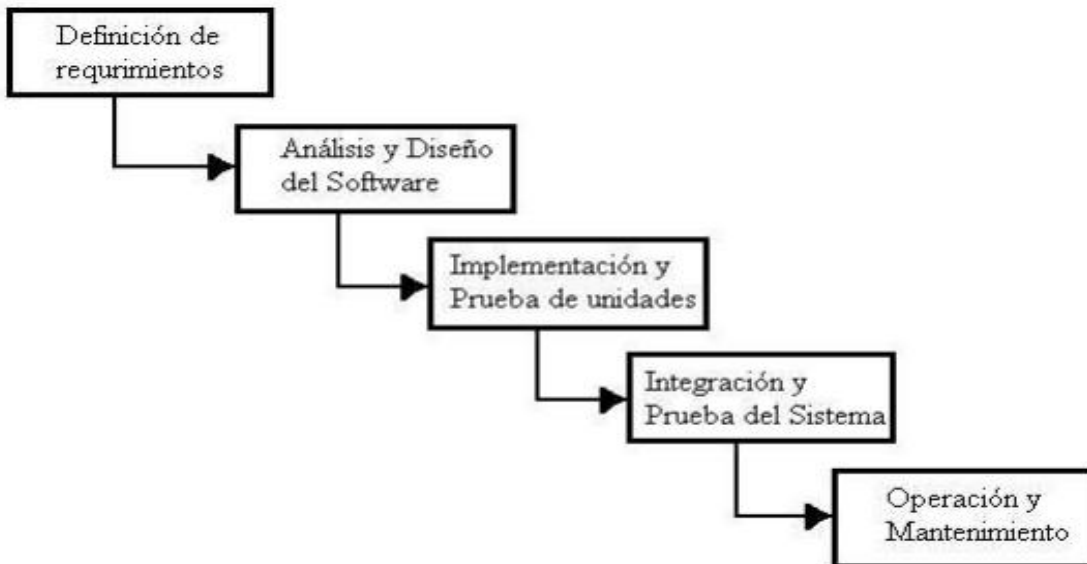 Definición de
requrimientos
Análisis y Diseño
del Software
Implementación y
Prueba de unidades
Integración y
Prueba del Sistema
Operación y
Mantenimiento